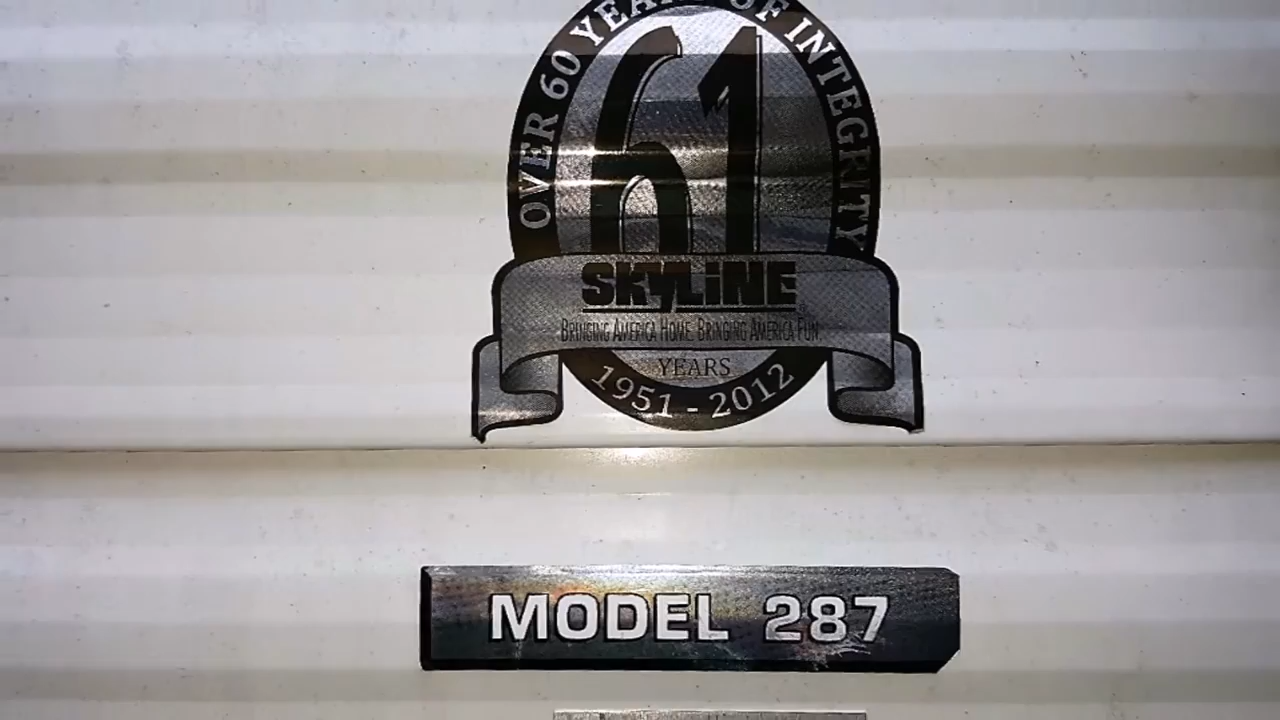 OVER 60 YEARS OF INTEGRITY
61
SKYLINE
BRINGING AMERICA HOME. BRINGING AMERICA FUN.
YEARS
1951 - 2012
MODEL 287